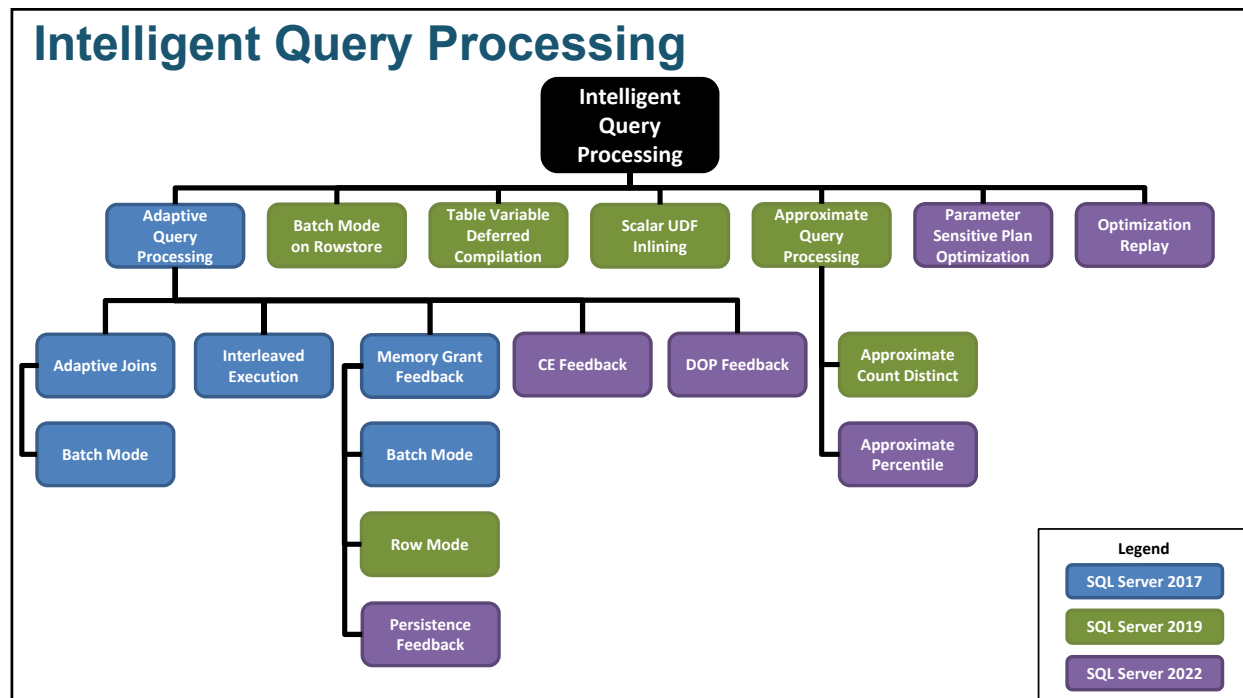 Intelligent Query Processing
Intelligent
Query
Processing
Adaptive
Query
Processing
Batch Mode
on Rowstore
Table Variable
Deferred
Compilation
Scalar UDF
Inlining
Approximate
Query
Processing
Parameter
Sensitive Plan
Optimization
Optimization
Replay
Adaptive Joins
Interleaved
Execution
Memory Grant
Feedback
CE Feedback
DOP Feedback
Approximate
Count Distinct
Batch Mode
Batch Mode
Approximate
Percentile
Row Mode
Persistence
Feedback
Legend
SQL Server 2017
SQL Server 2019
SQL Server 2022